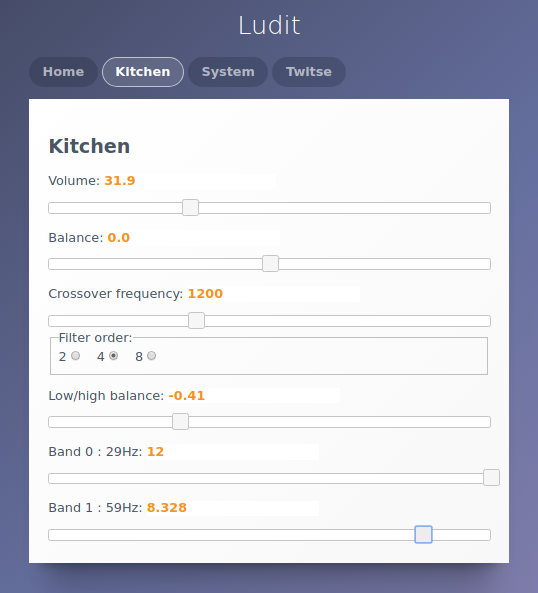 Ludit
Home Kitchen System Twitse
Kitchen
Volume: 31.9
Balance: 0.0
Crossover frequency: 1200
Filter order:
2 4 8
Low/high balance: -0.41
Band 0 : 29Hz: 12
Band 1 : 59Hz: 8.328